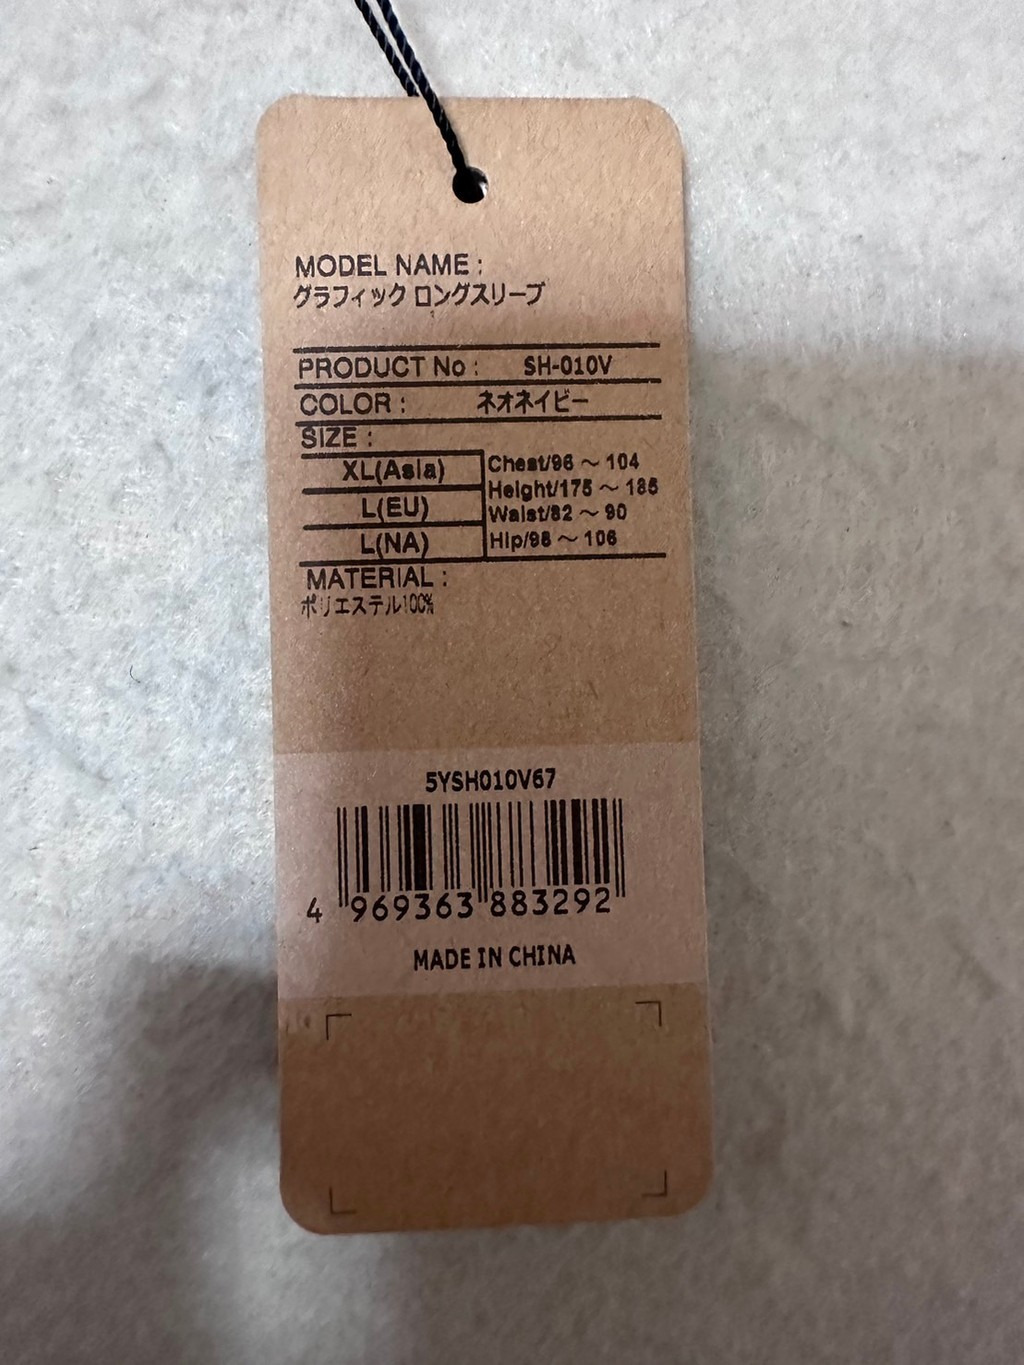 MODEL NAME :
グラフィック ロングスリーブ
PRODUCT No : SH-010V
COLOR : ネオネイビー
SIZE :
XL(Asia)
L(EU)
L(NA)
Chest/96 ～ 104
Height/175 ～ 185
Waist/82 ～ 90
Hip/98 ～ 106
MATERIAL :
ポリエステル100%
5YSH010V67
4 969363 883292
MADE IN CHINA